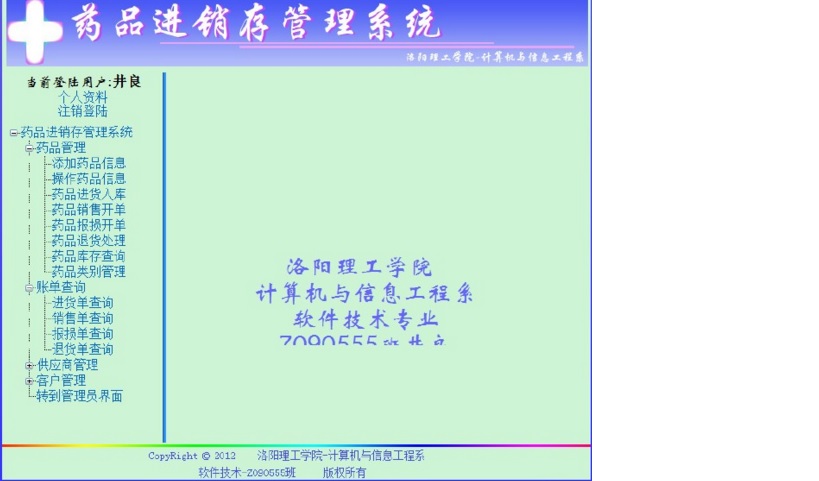 药品进销存管理系统
洛阳理工学院-计算机与信息工程系
当前登陆用户:井良
个人资料
注销登陆
药品进销存管理系统
药品管理
添加药品信息
操作药品信息
药品进货入库
药品销售开单
药品报损开单
药品退货处理
药品库存查询
药品类别管理
账单查询
进货单查询
销售单查询
报损单查询
退货单查询
供应商管理
客户管理
转到管理员界面
洛阳理工学院
计算机与信息工程系
软件技术专业
Z090555班 井良
CopyRight © 2012 洛阳理工学院-计算机与信息工程系
软件技术-Z090555班 版权所有